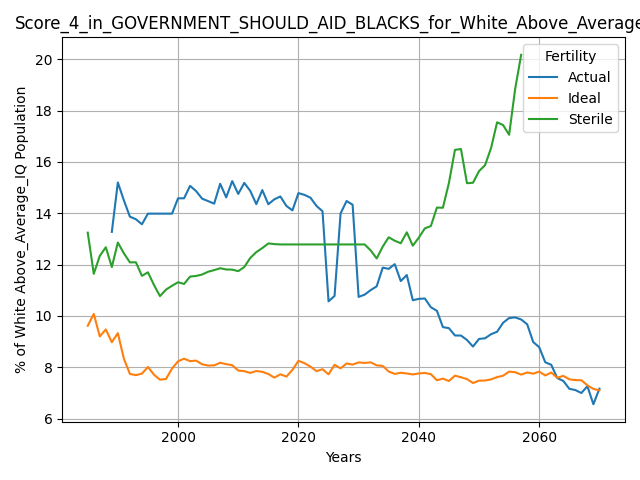 Score_4_in_GOVERNMENT_SHOULD_AID_BLACKS_for_White_Above_Average
Fertility
Actual
Ideal
Sterile
% of White Above_Average_IQ Population
20
18
16
14
12
10
8
6
2000
2020
2040
2060
Years